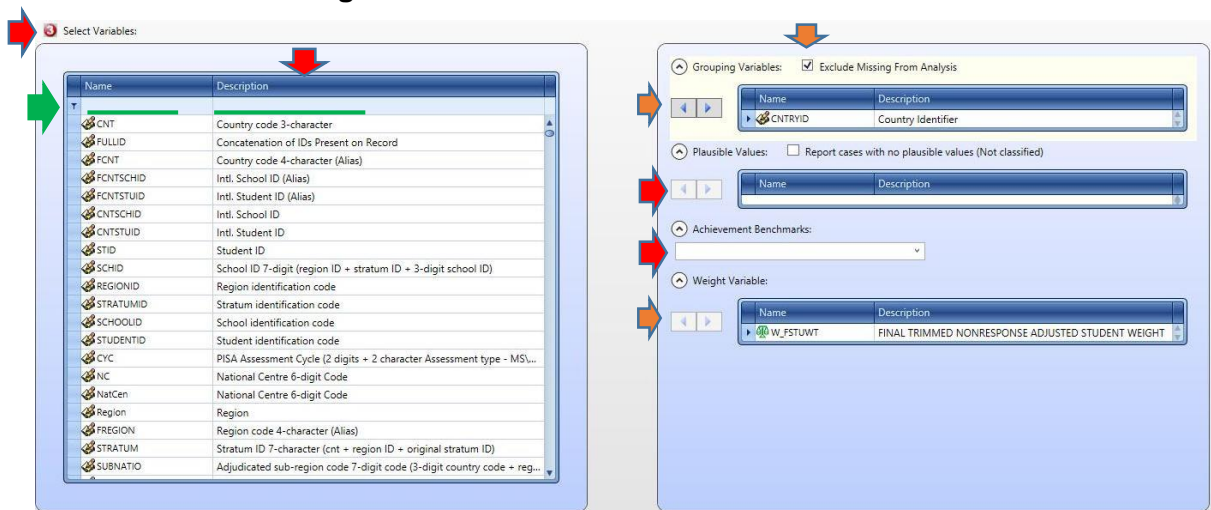 3 Select Variables:
Name Description
CNT Country code 3-character
FULLID Concatenation of IDs Present on Record
FCNT Country code 4-character (Alias)
FCNTSCHID Intl. School ID (Alias)
FCNTSTUID Intl. Student ID (Alias)
CNTSCHID Intl. School ID
CNTSTUID Intl. Student ID
STID Student ID
SCHID School ID 7-digit (region ID + stratum ID + 3-digit school ID)
REGIONID Region identification code
STRATUMID Stratum identification code
SCHOOLID School identification code
STUDENTID Student identification code
CYC PISA Assessment Cycle (2 digits + 2 character Assessment type - MS\...
NC National Centre 6-digit Code
NatCen National Centre 6-digit Code
Region Region
FREGION Region code 4-character (Alias)
STRATUM Stratum ID 7-character (cnt + region ID + original stratum ID)
SUBNATIO Adjudicated sub-region code 7-digit code (3-digit country code + reg...
Grouping Variables: Exclude Missing From Analysis
Name Description
CNTRYID Country Identifier
Plausible Values: Report cases with no plausible values (Not classified)
Name Description
Achievement Benchmarks:
Weight Variable:
Name Description
W_FSTUWT FINAL TRIMMED NONRESPONSE ADJUSTED STUDENT WEIGHT